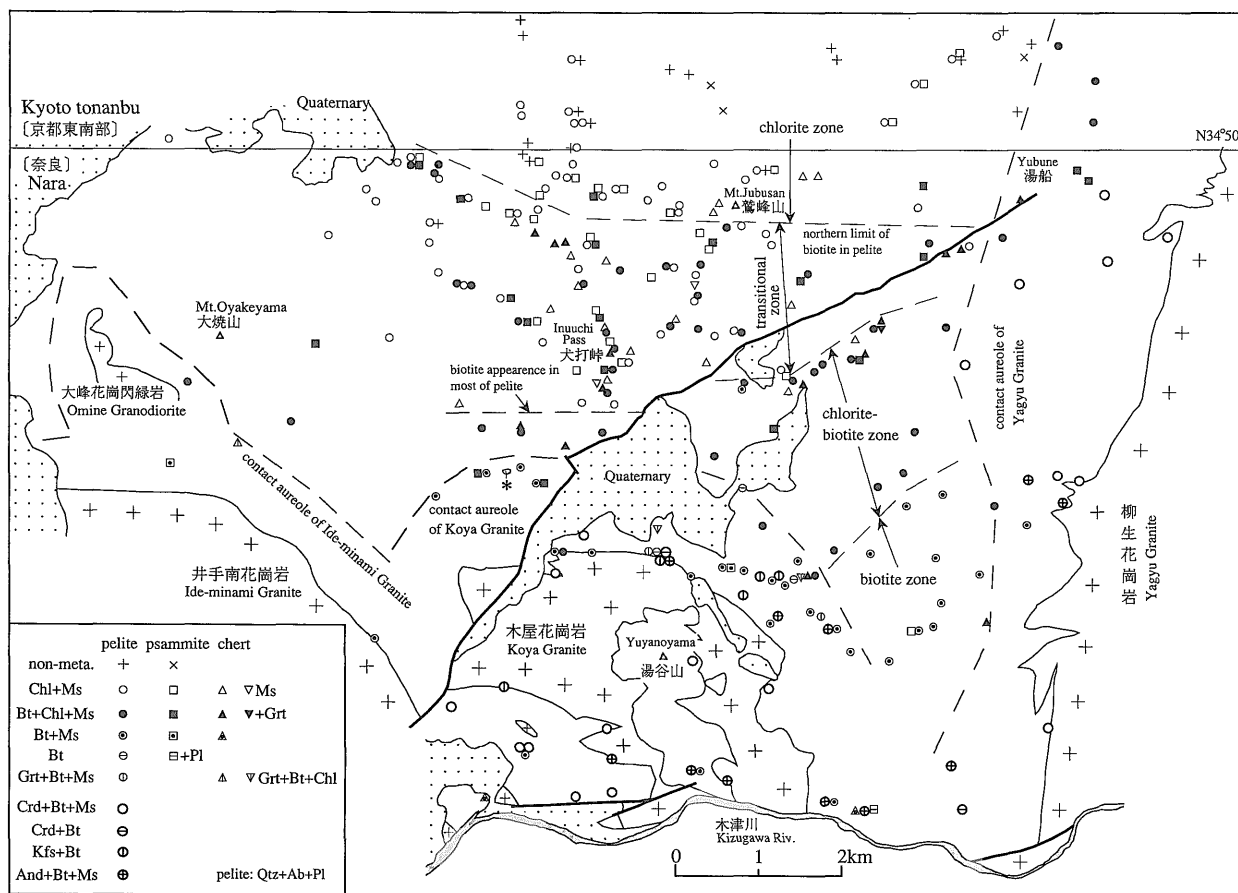 Kyoto tonanbu
〔京都東南部〕
Quaternary
chlorite zone
N34°50
〔奈良〕
Nara
Yubune
湯船
Mt.Jubusan
鷲峰山
northern limit of
biotite in pelite
transitional
zone
Mt.Oyakeyama
大焼山
Inuuchi
Pass
犬打峠
大峰花崗閃緑岩
Omine Granodiorite
biotite appearence in
most of pelite
contact aureole of
Yagyu Granite
chlorite-
biotite zone
contact aureole of Ide-minami Granite
contact aureole
of Koya Granite
Quaternary
柳生花崗岩
Yagyu Granite
井手南花崗岩
Ide-minami Granite
biotite zone
木屋花崗岩
Koya Granite
Yuyanoyama
湯谷山
木津川
Kizugawa Riv.
0 1 2km
pelite psammite chert
non-meta.
Chl+Ms Ms
Bt+Chl+Ms +Grt
Bt+Ms
Bt +Pl
Grt+Bt+Ms Grt+Bt+Chl
Crd+Bt+Ms
Crd+Bt
Kfs+Bt
And+Bt+Ms pelite: Qtz+Ab+Pl